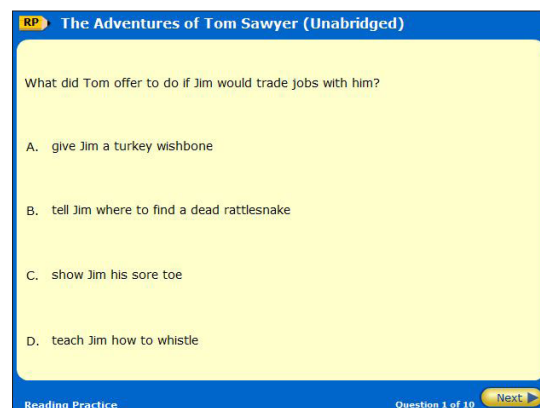 RP The Adventures of Tom Sawyer (Unabridged)
What did Tom offer to do if Jim would trade jobs with him?
A. give Jim a turkey wishbone
B. tell Jim where to find a dead rattlesnake
C. show Jim his sore toe
D. teach Jim how to whistle
Reading Practice Question 1 of 10 Next